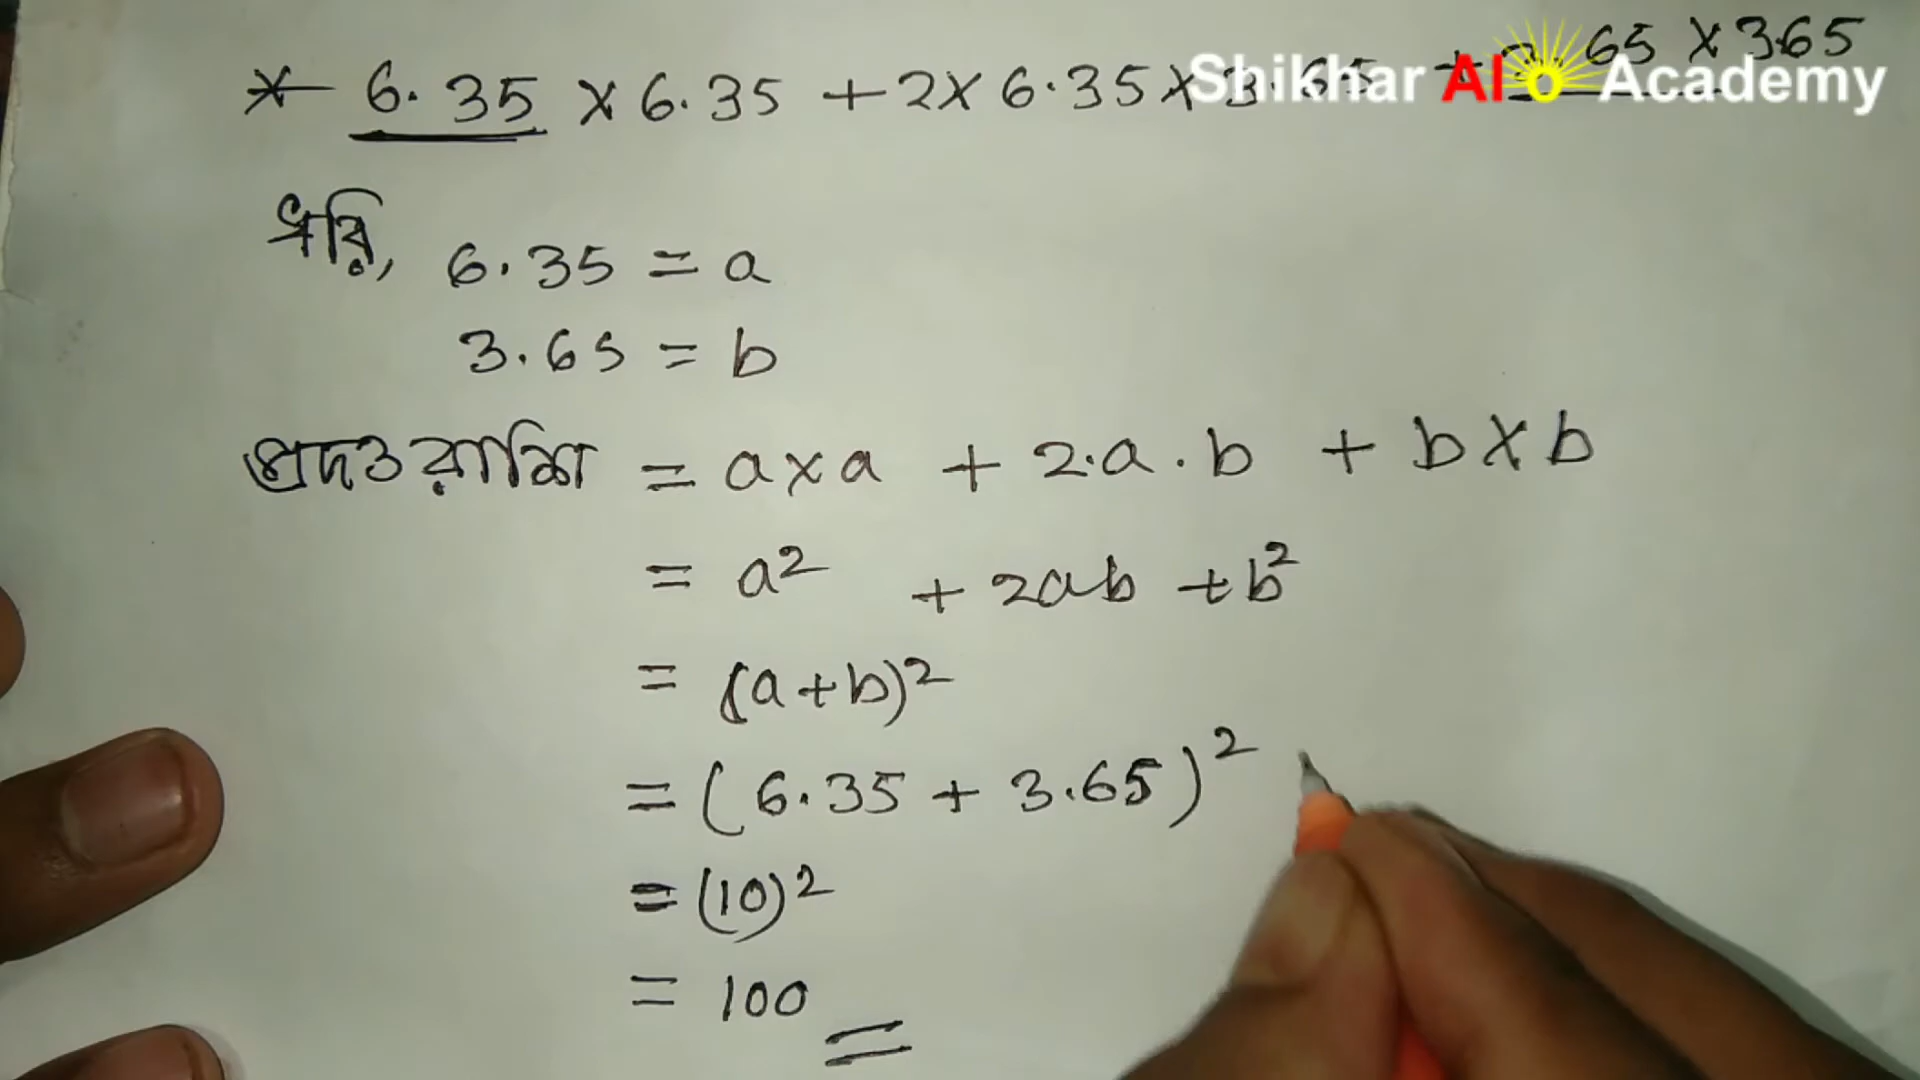 * 6.35 × 6.35 + 2 × 6.35 × 3.65 + 3.65 × 3.65
Shikhar Alo Academy
ধরি, 6.35 = a
3.65 = b
প্রদত্ত রাশি = a×a + 2.a.b + b×b
= a² + 2ab + b²
= (a+b)²
= (6.35 + 3.65)²
= (10)²
= 100